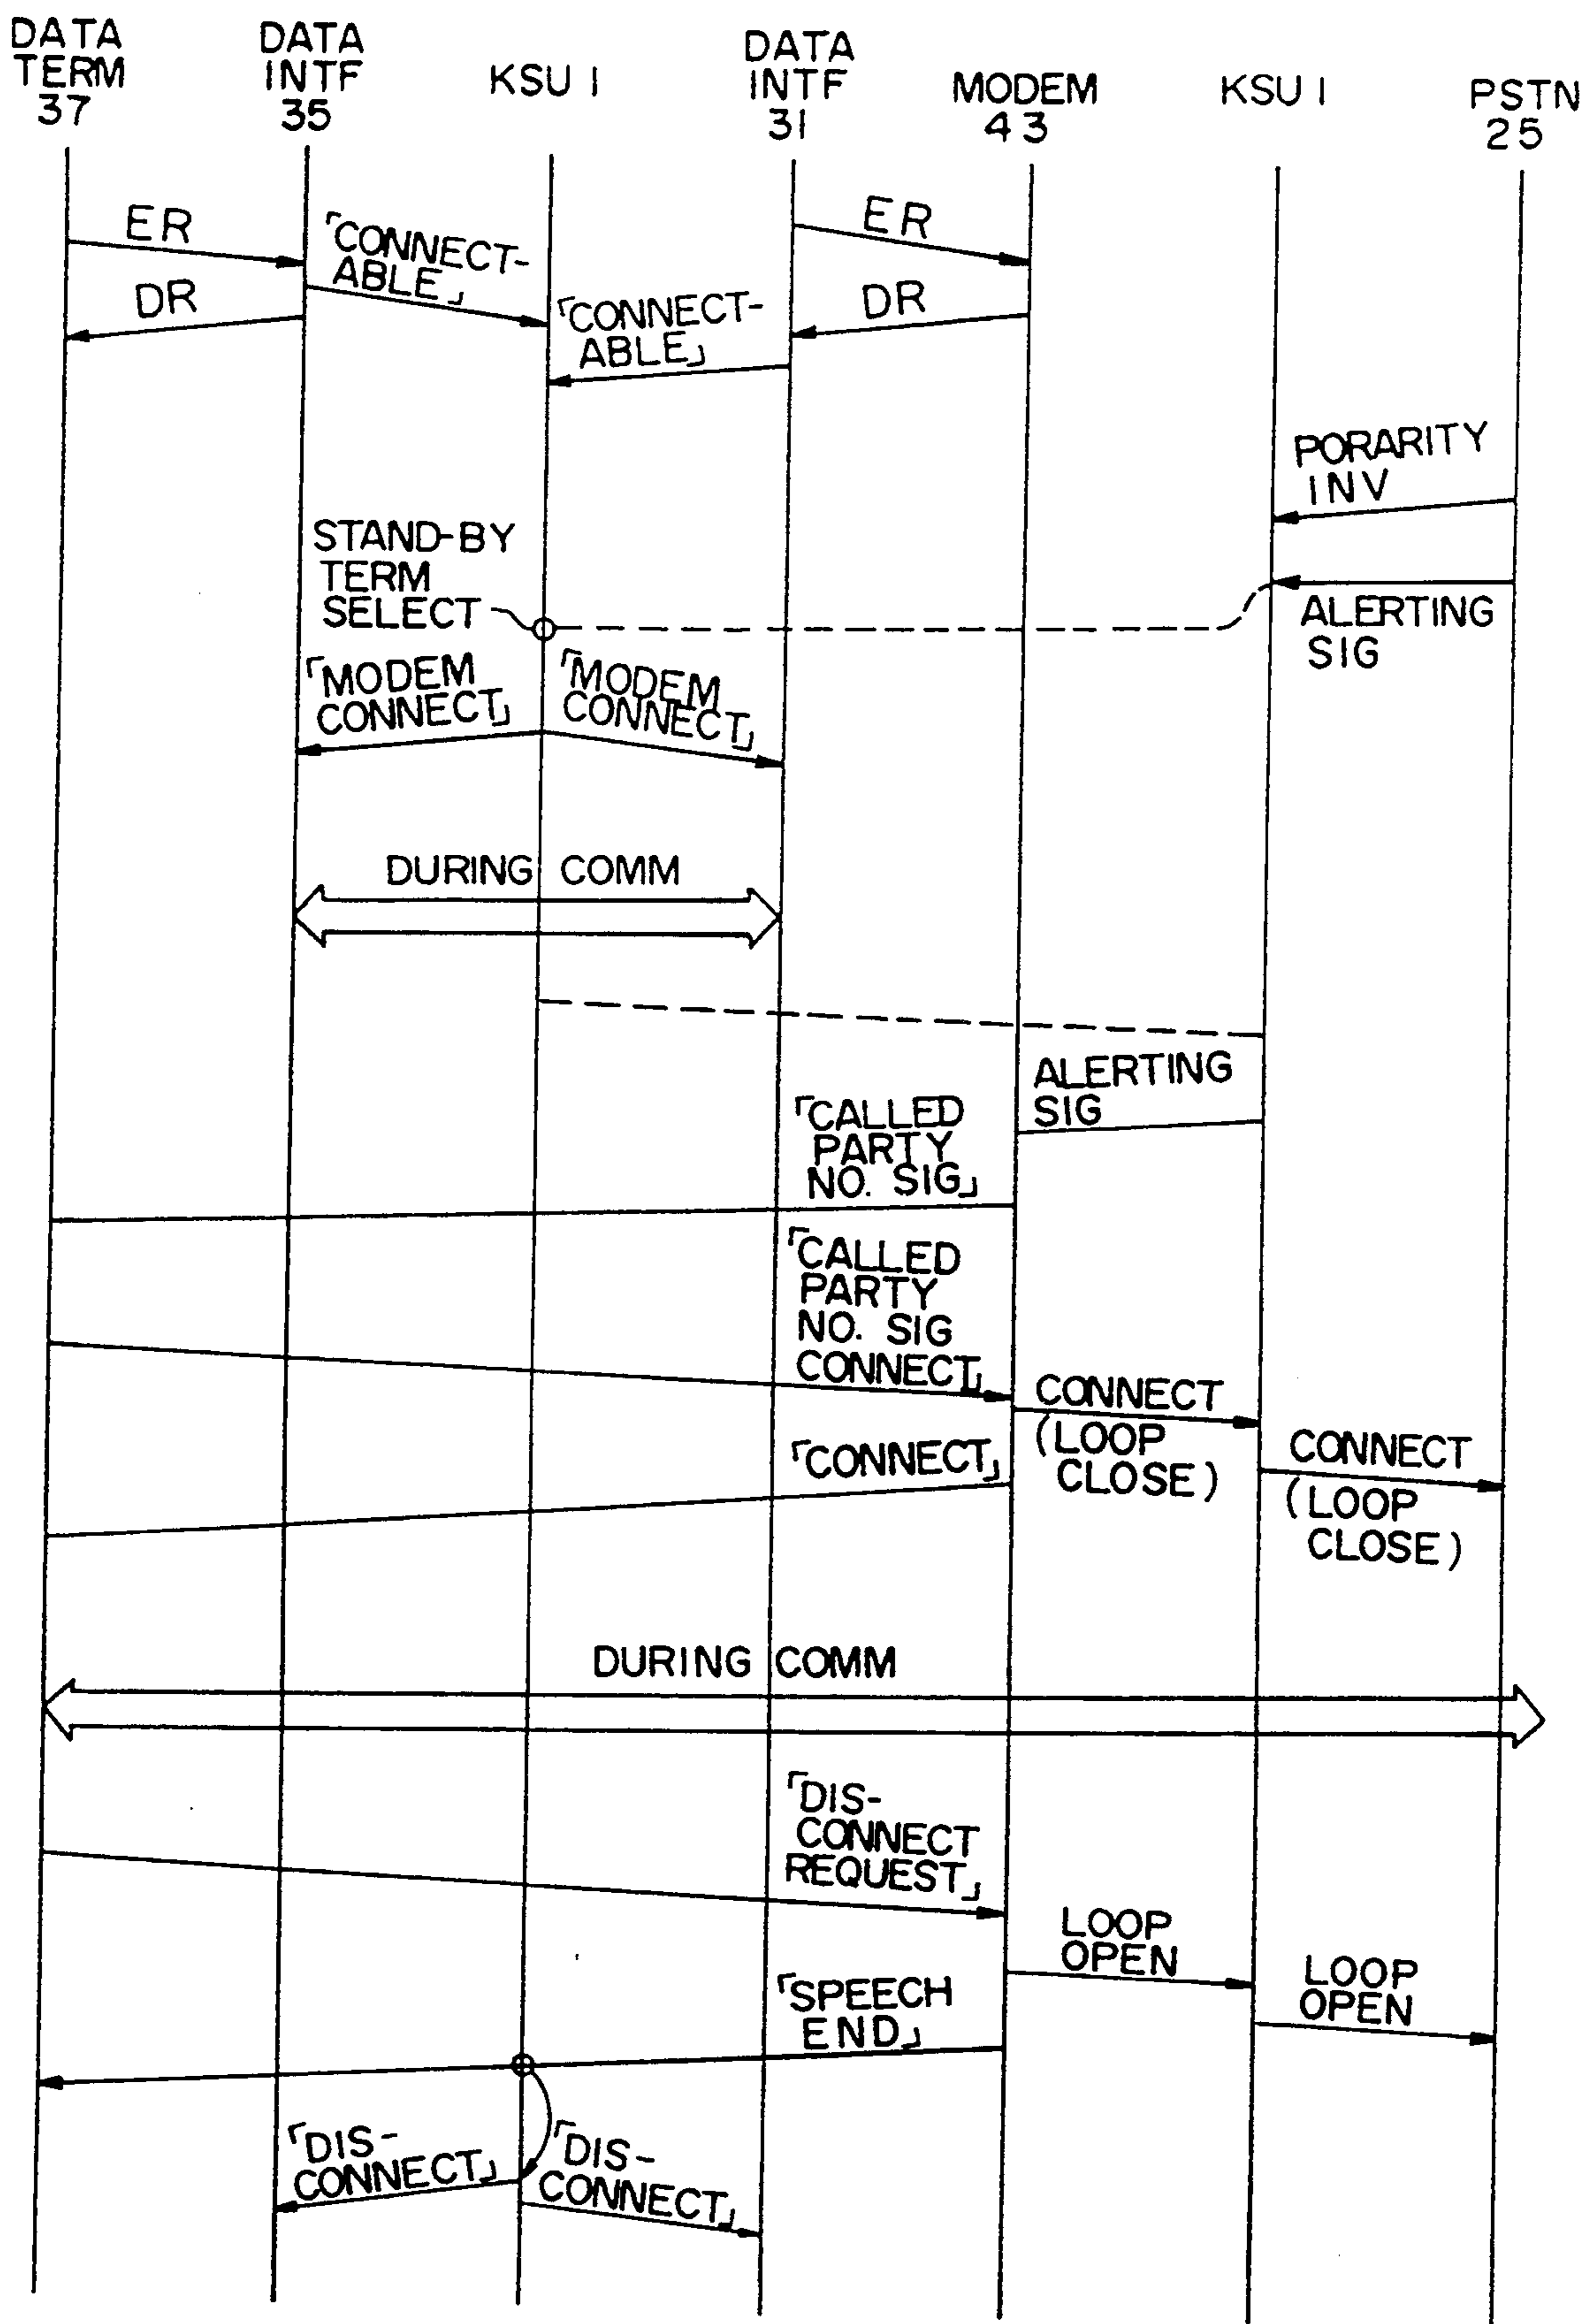 DATA
TERM
37
DATA
INTF
35
KSU 1
DATA
INTF
31
MODEM
43
KSU 1
PSTN
25
ER
「CONNECT-
ABLE」
DR
「CONNECT-
ABLE」
ER
DR
PORARITY
INV
STAND-BY
TERM
SELECT
ALERTING
SIG
「MODEM
CONNECT」
「MODEM
CONNECT」
DURING COMM
ALERTING
SIG
「CALLED
PARTY
NO. SIG」
「CALLED
PARTY
NO. SIG
CONNECT」
CONNECT
(LOOP
CLOSE)
「CONNECT」
CONNECT
(LOOP
CLOSE)
DURING COMM
「DIS-
CONNECT
REQUEST」
LOOP
OPEN
LOOP
OPEN
「SPEECH
END」
「DIS-
CONNECT」
「DIS-
CONNECT」